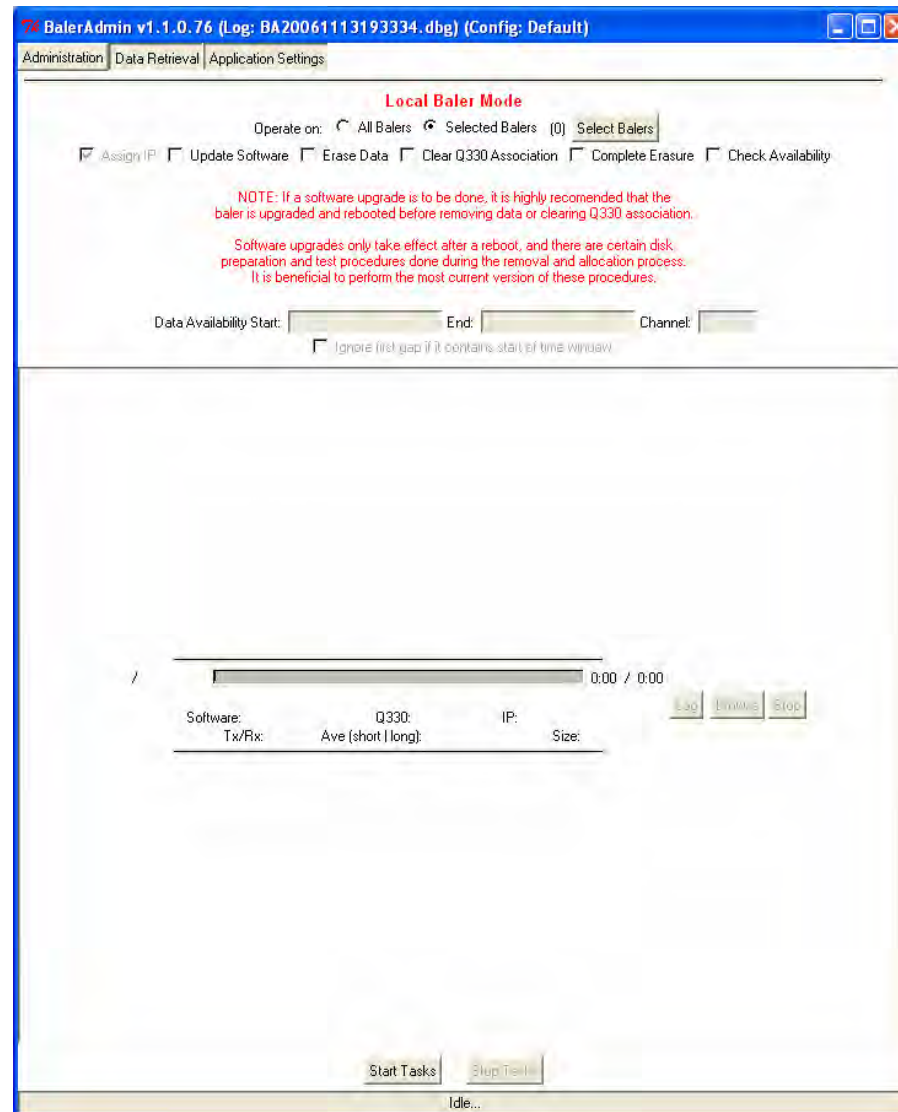 BalerAdmin v1.1.0.76 (Log: BA20061113193334.dbg) (Config: Default)
Administration Data Retrieval Application Settings
Local Baler Mode
Operate on: All Balers Selected Balers (0) Select Balers
Assign IP Update Software Erase Data Clear Q330 Association Complete Erasure Check Availability
NOTE: If a software upgrade is to be done, it is highly recomended that the
baler is upgraded and rebooted before removing data or clearing Q330 association.
Software upgrades only take effect after a reboot, and there are certain disk
preparation and test procedures done during the removal and allocation process.
It is beneficial to perform the most current version of these procedures.
Data Availability Start: End: Channel:
Ignore first gap if it contains start of time window
/ 0:00 / 0:00
Log Browse Stop
Software: Q330: IP:
Tx/Rx: Ave (short | long): Size:
Start Tasks Stop Tasks
Idle...